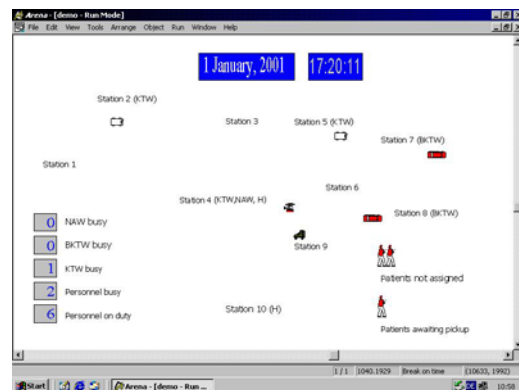 Arena - [demo - Run Mode]
File Edit View Tools Arrange Object Run Window Help
1 January, 2001 17:20:11
Station 2 (KTW)
Station 3 Station 5 (KTW)
Station 7 (BKTW)
Station 1
Station 6
Station 4 (KTW,NAW, H)
Station 8 (BKTW)
0 NAW busy
Station 9
0 BKTW busy
1 KTW busy
Patients not assigned
2 Personnel busy
6 Personnel on duty
Station 10 (H)
Patients awaiting pickup
1 / 1 1040.1929 Break on time (10633, 1992)
Start Arena - [demo - Run ... 10:58